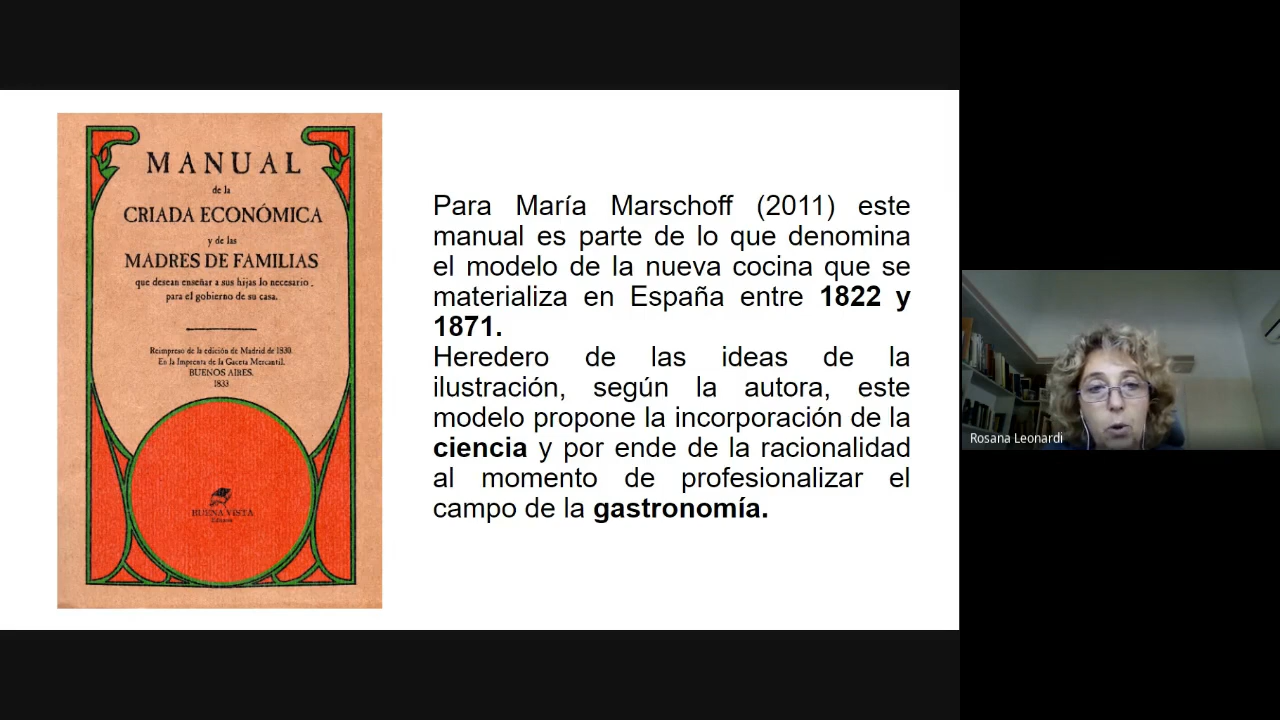 MANUAL
de la
CRIADA ECONÓMICA
y de las
MADRES DE FAMILIAS
que desean enseñar a sus hijas lo necesario
para el gobierno de su casa.
Reimpreso de la edición de Madrid de 1830.
En la Imprenta de la Gaceta Mercantil.
BUENOS AIRES.
1833
BUENA VISTA
Editores
Para María Marschoff (2011) este
manual es parte de lo que denomina
el modelo de la nueva cocina que se
materializa en España entre 1822 y
1871.
Heredero de las ideas de la
ilustración, según la autora, este
modelo propone la incorporación de la
ciencia y por ende de la racionalidad
al momento de profesionalizar el
campo de la gastronomía.
Rosana Leonardi